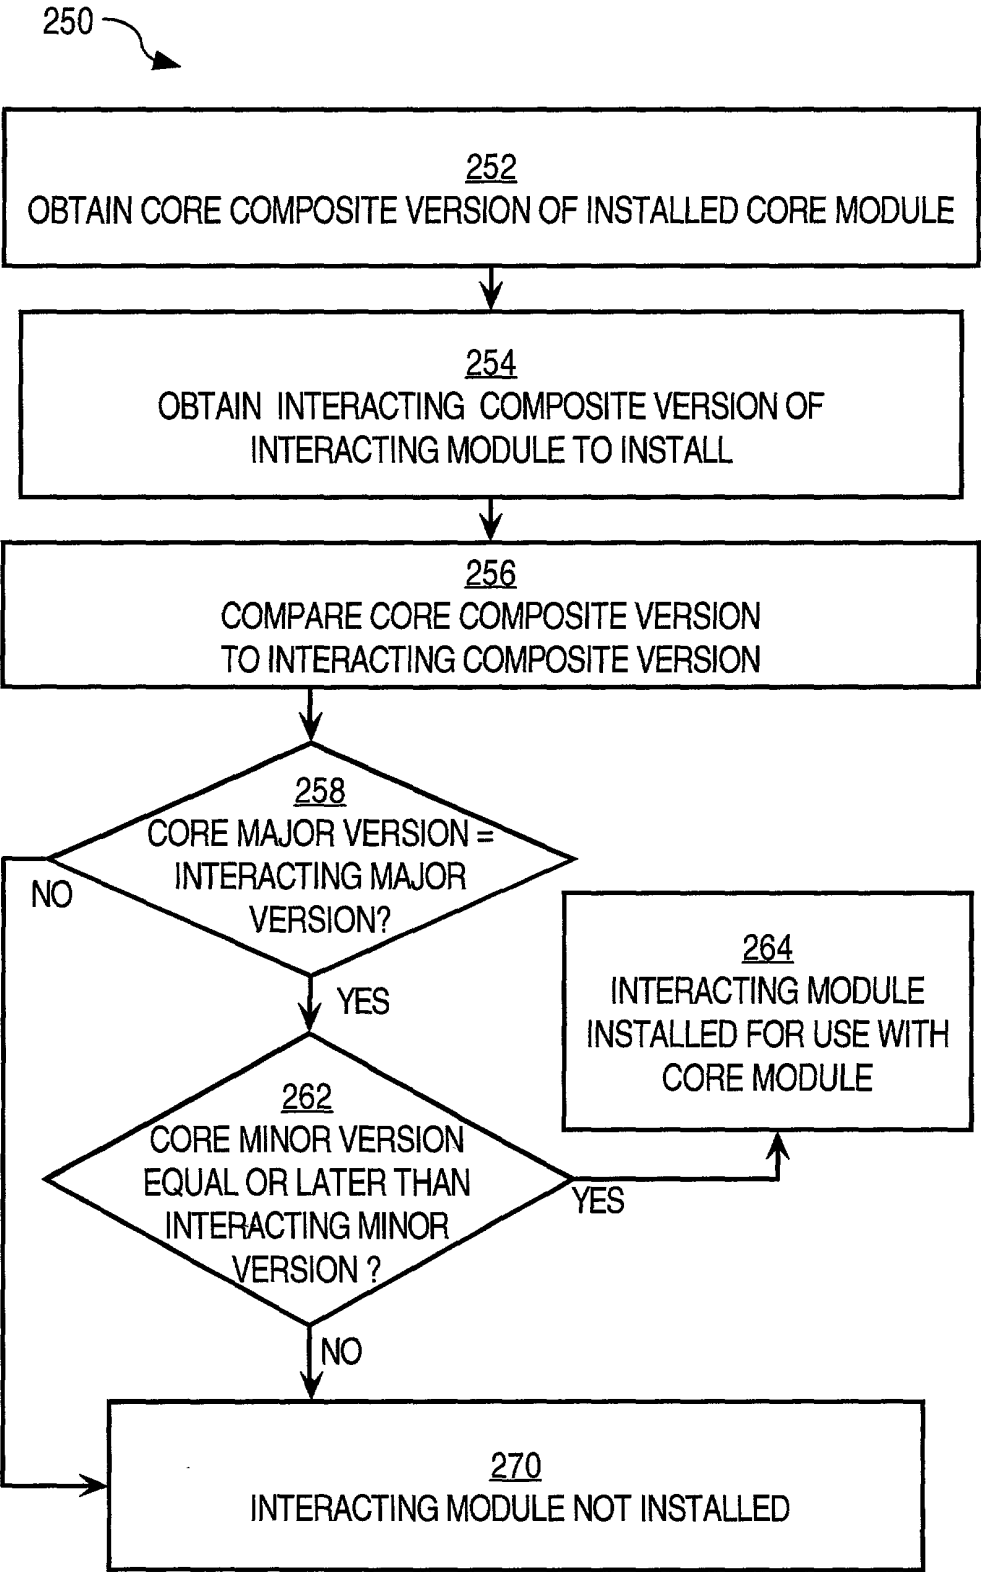 250
252
OBTAIN CORE COMPOSITE VERSION OF INSTALLED CORE MODULE
254
OBTAIN INTERACTING COMPOSITE VERSION OF
INTERACTING MODULE TO INSTALL
256
COMPARE CORE COMPOSITE VERSION
TO INTERACTING COMPOSITE VERSION
258
CORE MAJOR VERSION =
INTERACTING MAJOR
VERSION?
NO
YES
264
INTERACTING MODULE
INSTALLED FOR USE WITH
CORE MODULE
262
CORE MINOR VERSION
EQUAL OR LATER THAN
INTERACTING MINOR
VERSION ?
YES
NO
270
INTERACTING MODULE NOT INSTALLED